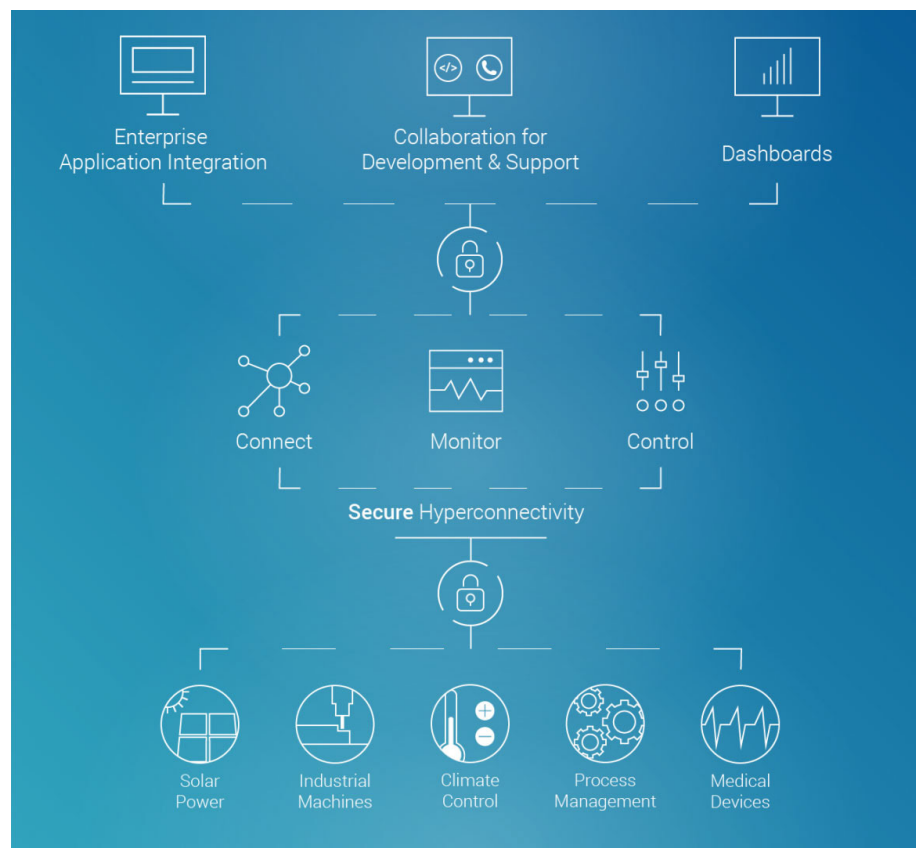 Enterprise
Application Integration
Collaboration for
Development & Support
Dashboards
Connect
Monitor
Control
Secure Hyperconnectivity
Solar
Power
Industrial
Machines
Climate
Control
Process
Management
Medical
Devices